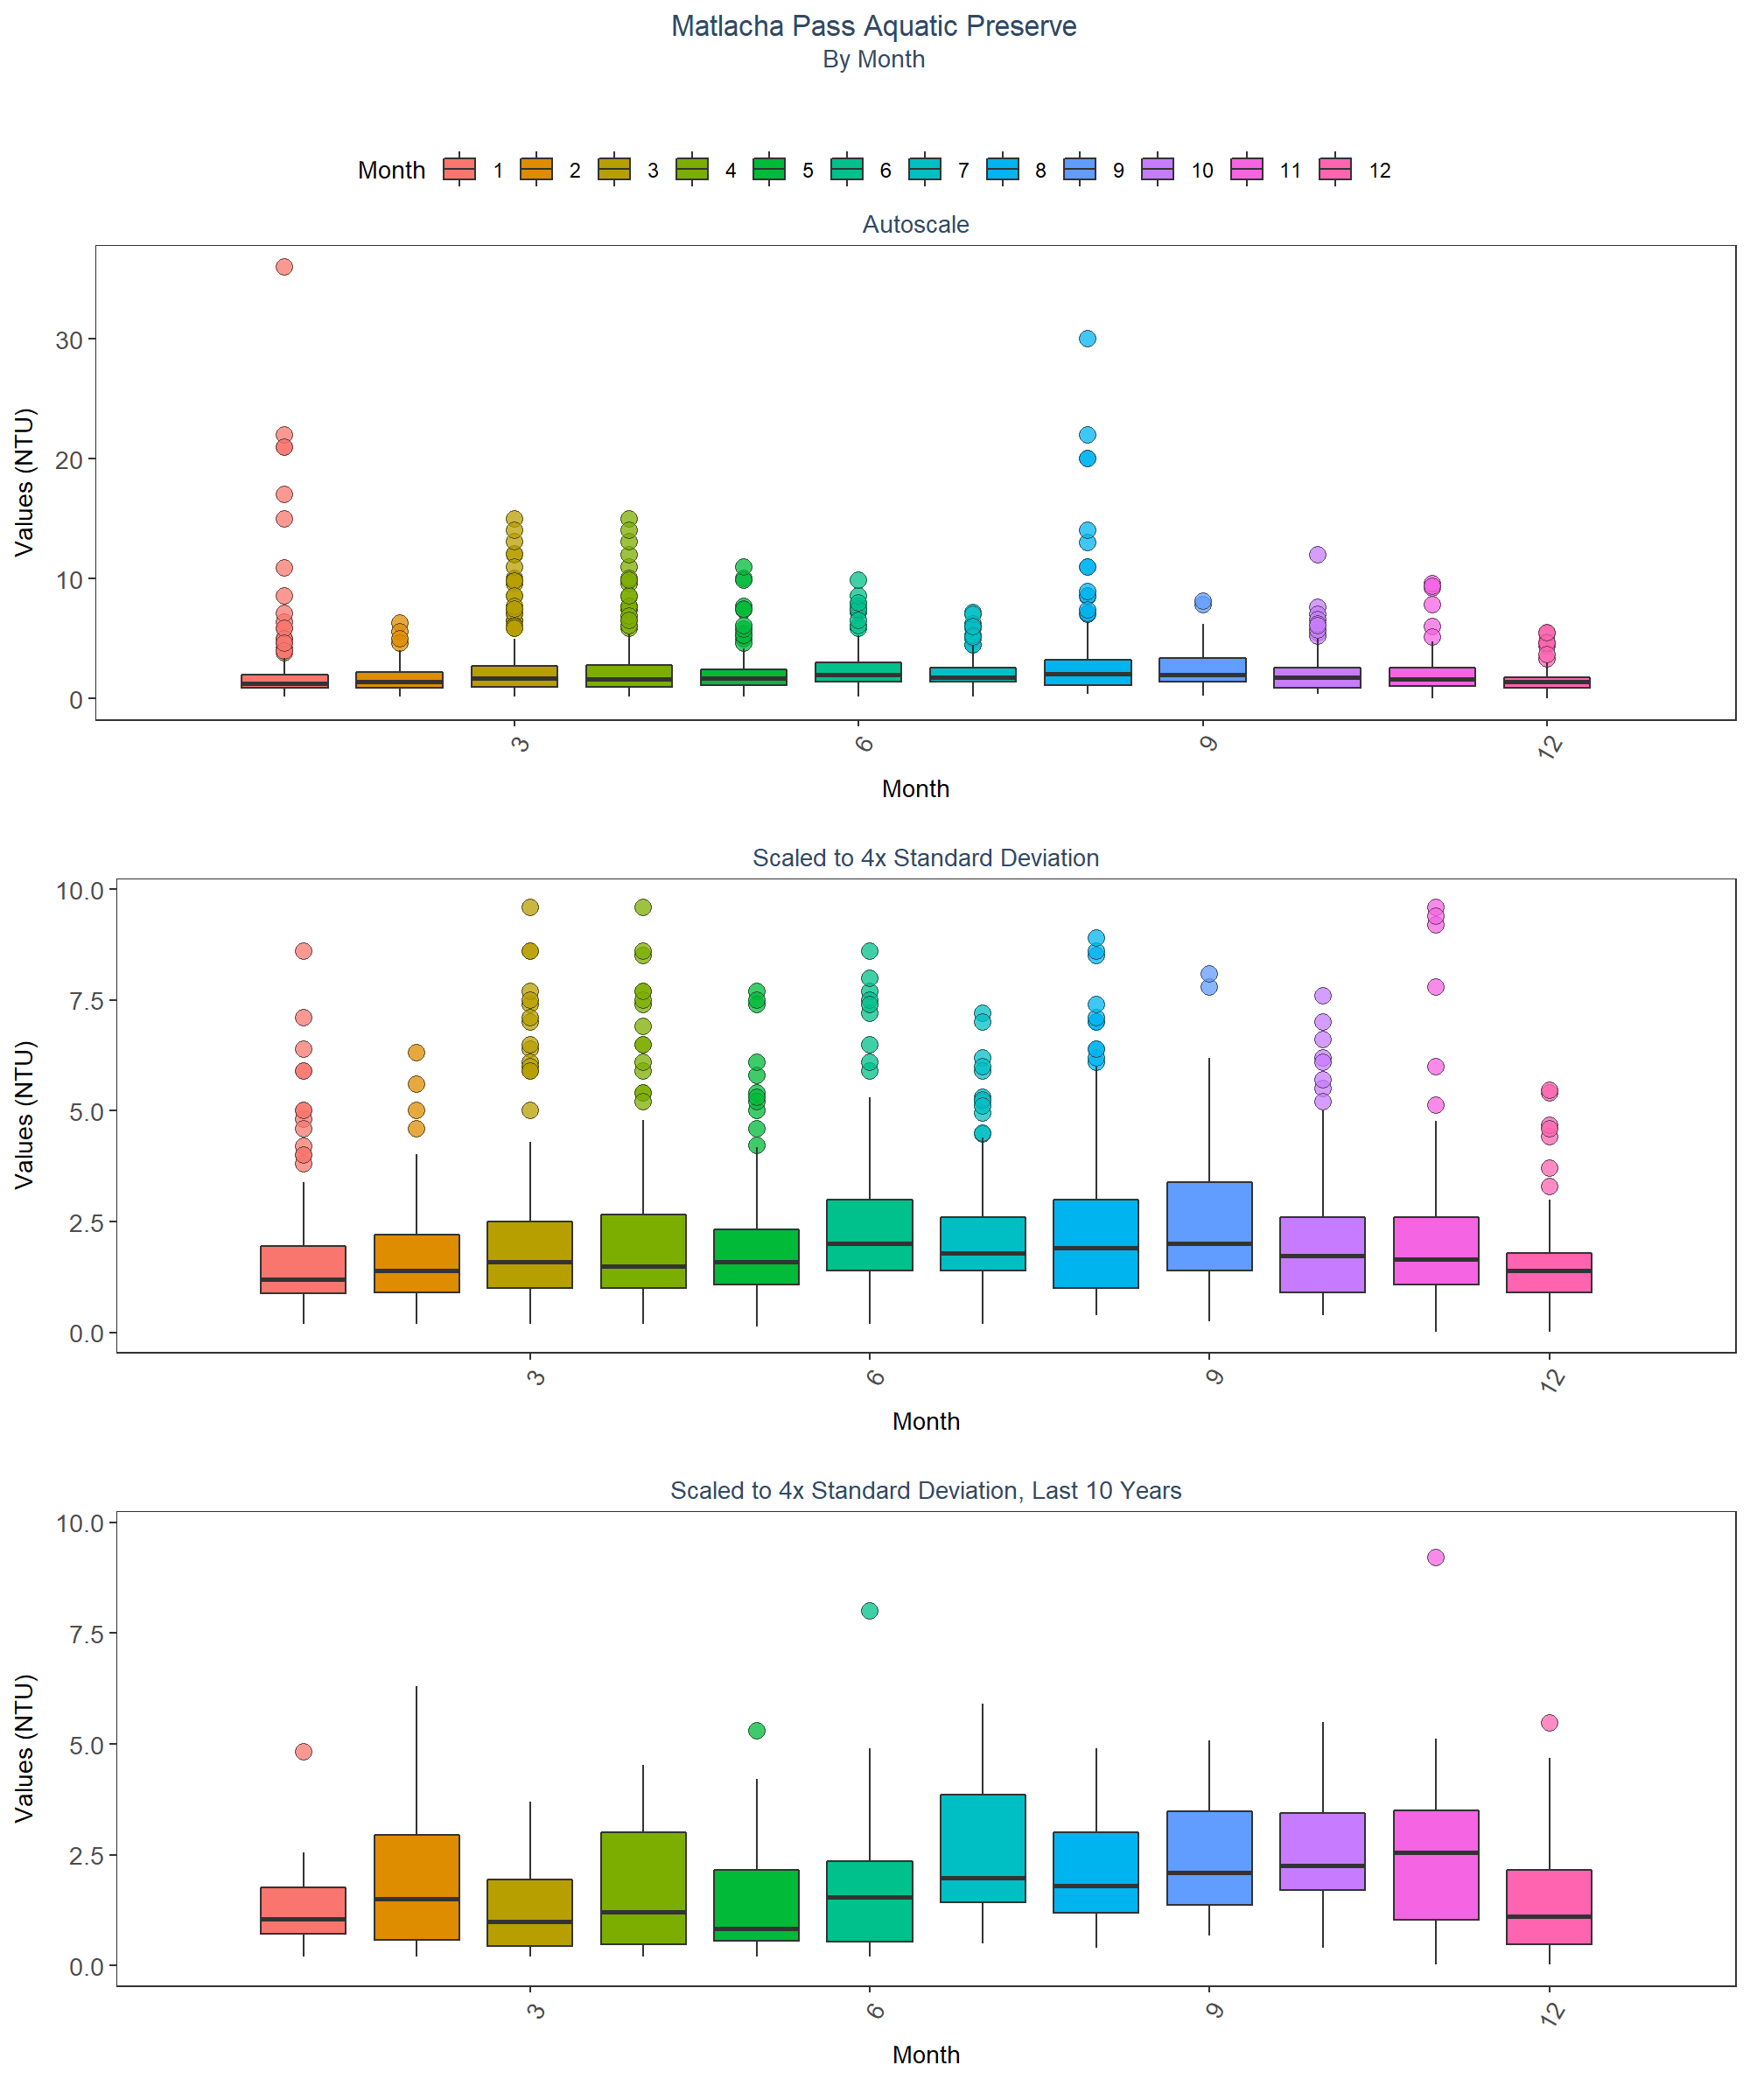 Matlacha Pass Aquatic Preserve
By Month
Month 1 2 3 4 5 6 7 8 9 10 11 12
Autoscale
Values (NTU)
30
20
10
0
3 6 9 12
Month
Scaled to 4x Standard Deviation
Values (NTU)
10.0
7.5
5.0
2.5
0.0
3 6 9 12
Month
Scaled to 4x Standard Deviation, Last 10 Years
Values (NTU)
10.0
7.5
5.0
2.5
0.0
3 6 9 12
Month